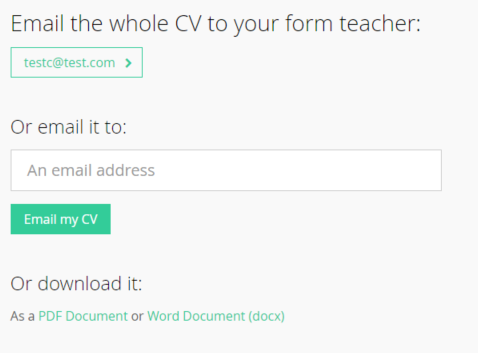 Email the whole CV to your form teacher:
testc@test.com
Or email it to:
An email address
Email my CV
Or download it:
As a PDF Document or Word Document (docx)